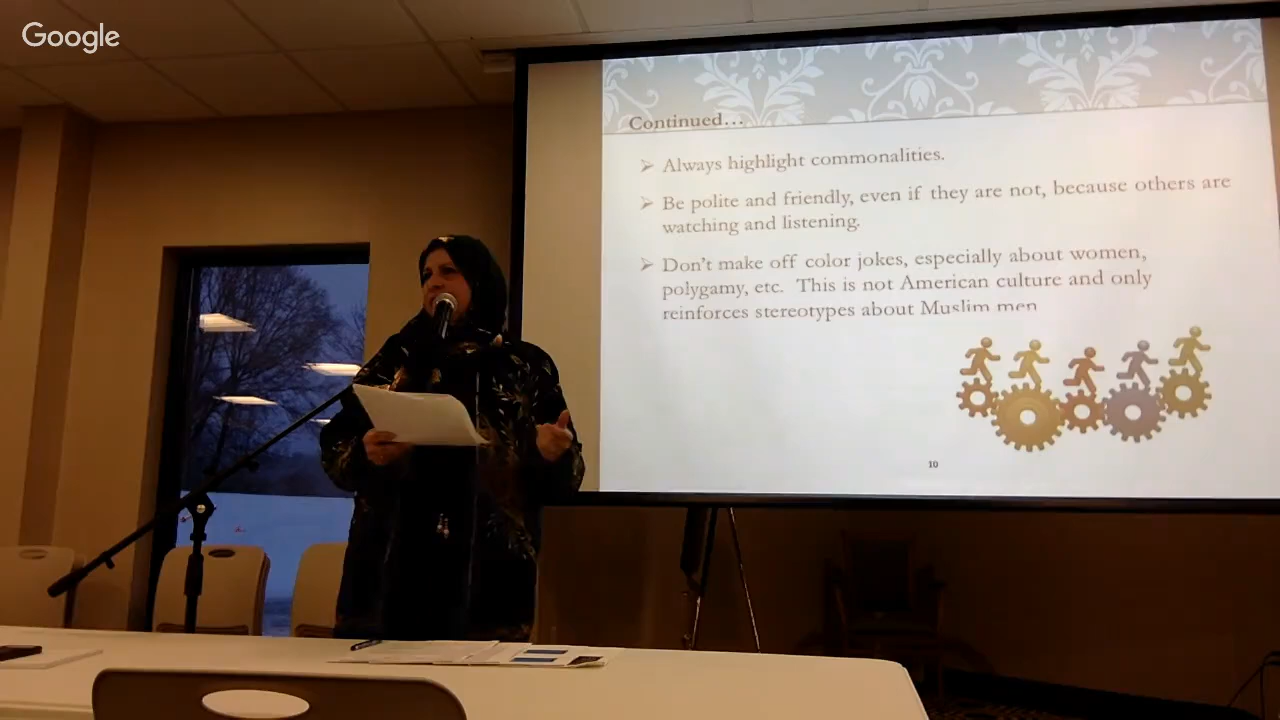 Google
Continued...
➢ Always highlight commonalities.
➢ Be polite and friendly, even if they are not, because others are
watching and listening.
➢ Don't make off color jokes, especially about women,
polygamy, etc. This is not American culture and only
reinforces stereotypes about Muslim men
10